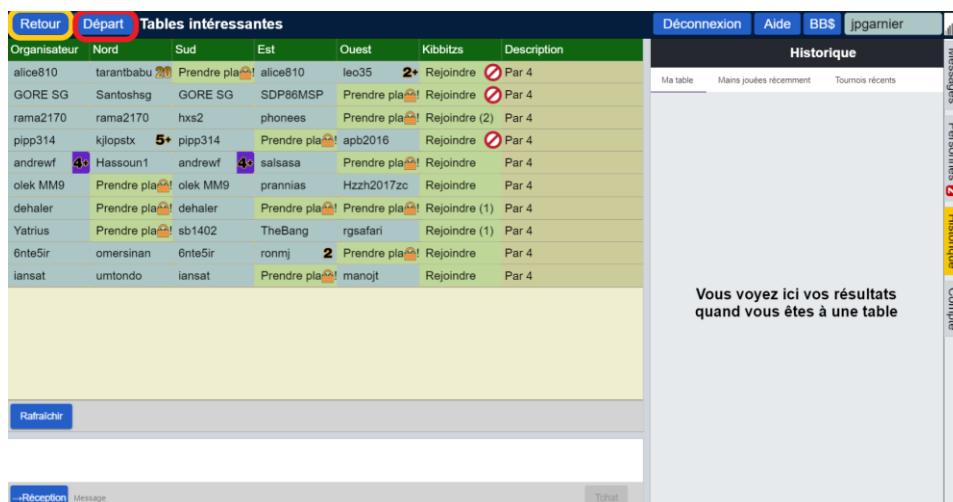 Retour Départ Tables intéressantes Déconnexion Aide BB$ jpgarnier
Organisateur Nord Sud Est Ouest Kibbitzs Description
alice810 tarantbabu Prendre pla ! alice810 leo35 2+ Rejoindre Par 4
GORE SG Santoshsg GORE SG SDP86MSP Prendre pla ! Rejoindre Par 4
rama2170 rama2170 hxs2 phonees Prendre pla ! Rejoindre (2) Par 4
pipp314 kjlopstx 5+ pipp314 Prendre pla ! apb2016 Rejoindre Par 4
andrewf 4+ Hassoun1 andrewf 4+ salsasa Prendre pla ! Rejoindre Par 4
olek MM9 Prendre pla ! olek MM9 prannias Hzzh2017zc Rejoindre Par 4
dehaler Prendre pla ! dehaler Prendre pla ! Prendre pla ! Rejoindre (1) Par 4
Yatrius Prendre pla ! sb1402 TheBang rgsafari Rejoindre (1) Par 4
6nte5ir omersinan 6nte5ir ronmj 2 Prendre pla ! Rejoindre Par 4
iansat umtondo iansat Prendre pla ! manojt Rejoindre Par 4
Rafraîchir
→Réception Message Tchat
Historique
Ma table Mains jouées récemment Tournois récents
Vous voyez ici vos résultats
quand vous êtes à une table
Messages
Personnes
Historique
Compte